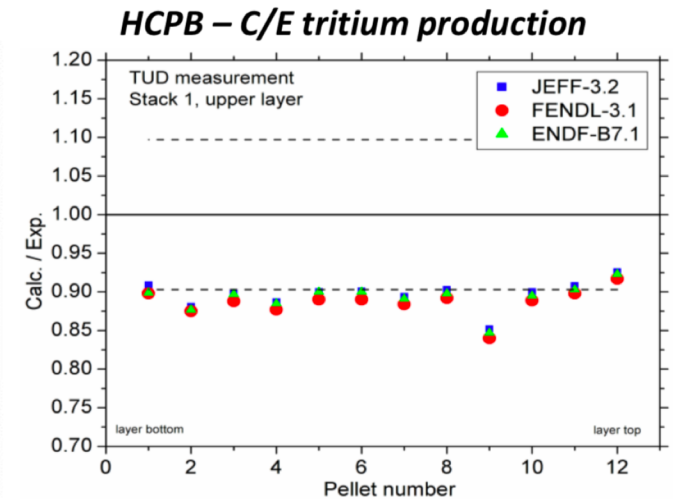 HCPB – C/E tritium production
TUD measurement
Stack 1, upper layer
JEFF-3.2
FENDL-3.1
ENDF-B7.1
1.20
1.15
1.10
1.05
1.00
0.95
0.90
0.85
0.80
0.75
0.70
Calc. / Exp.
layer bottom
layer top
0 2 4 6 8 10 12
Pellet number